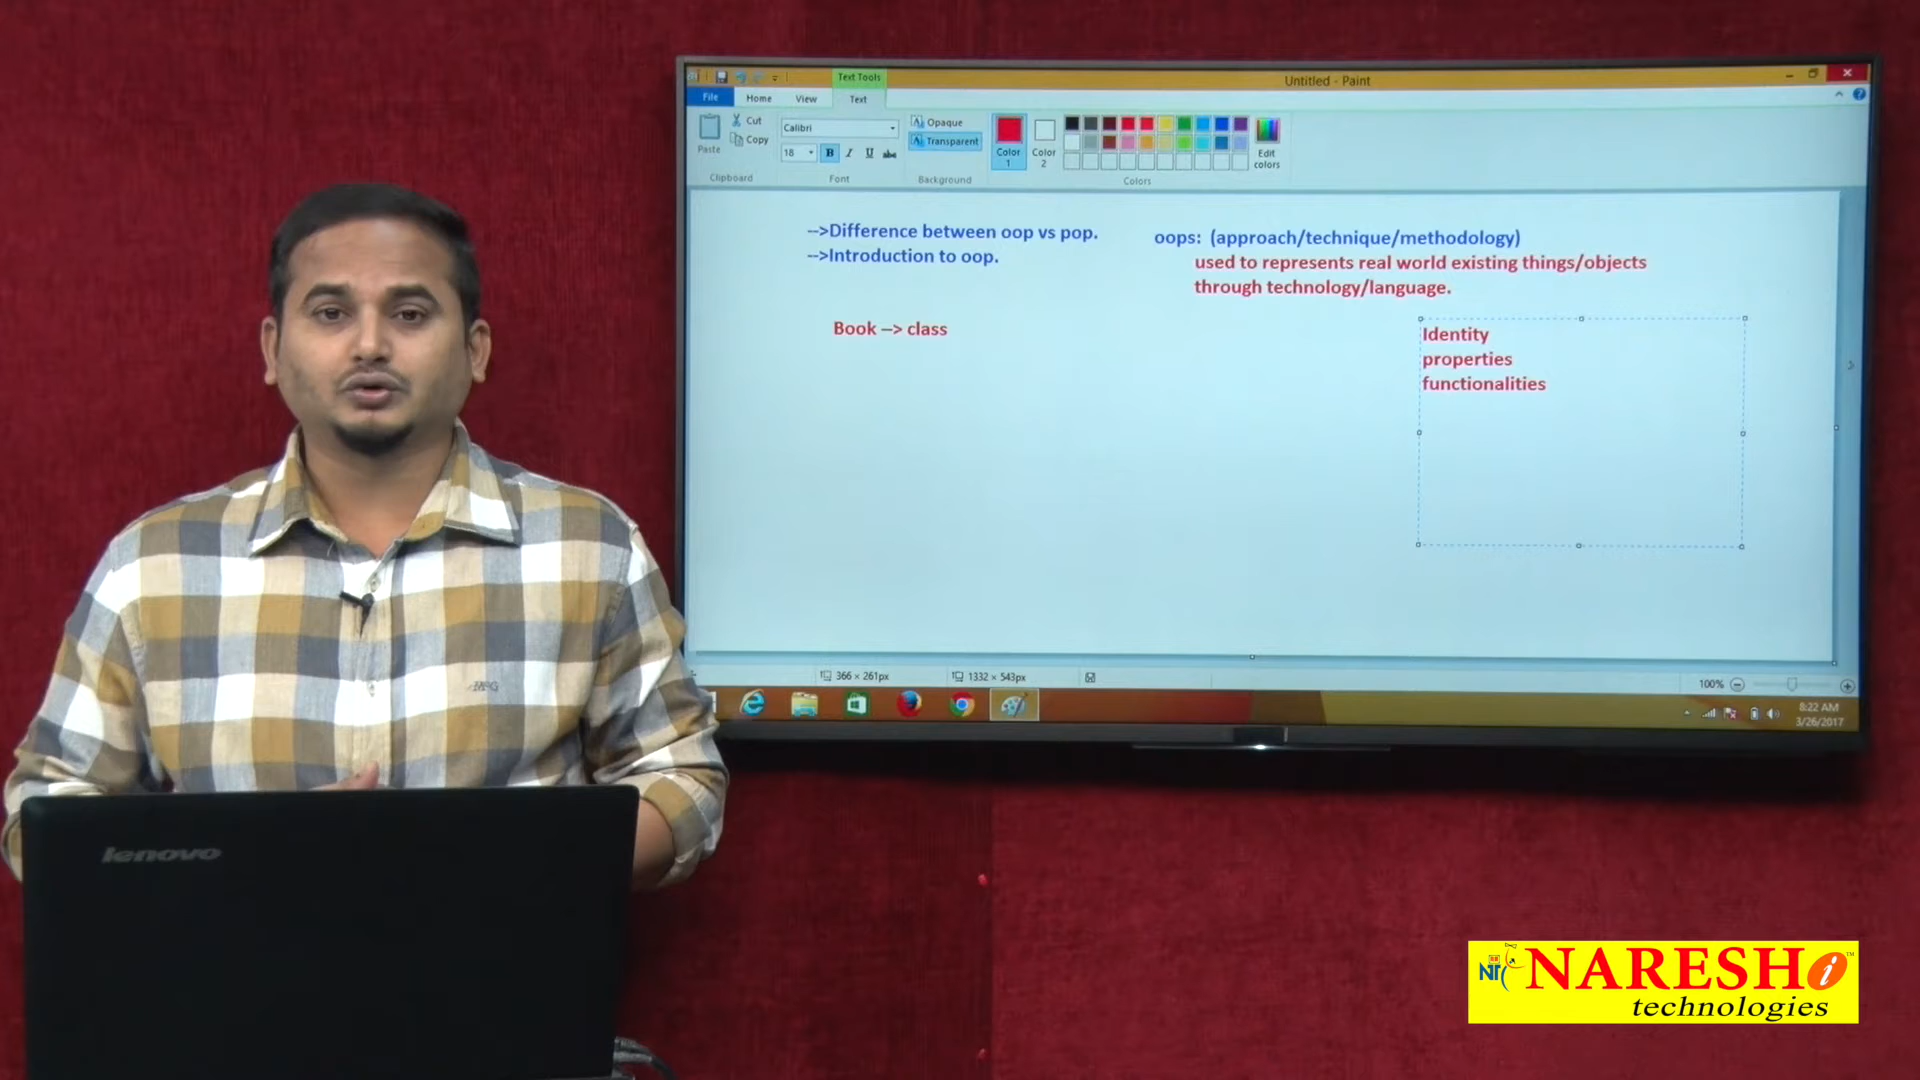 Text Tools
Untitled - Paint
File Home View Text
Paste
Cut
Copy
Clipboard
Calibri
18 B I U abc
Font
Opaque
Transparent
Background
Color 1
Color 2
Edit colors
Colors
-->Difference between oop vs pop.
-->Introduction to oop.
oops: (approach/technique/methodology)
used to represents real world existing things/objects
through technology/language.
Book --> class
Identity
properties
functionalities
366 × 261px
1332 × 543px
100%
8:22 AM
3/26/2017
lenovo
NT NARESH i ™
technologies